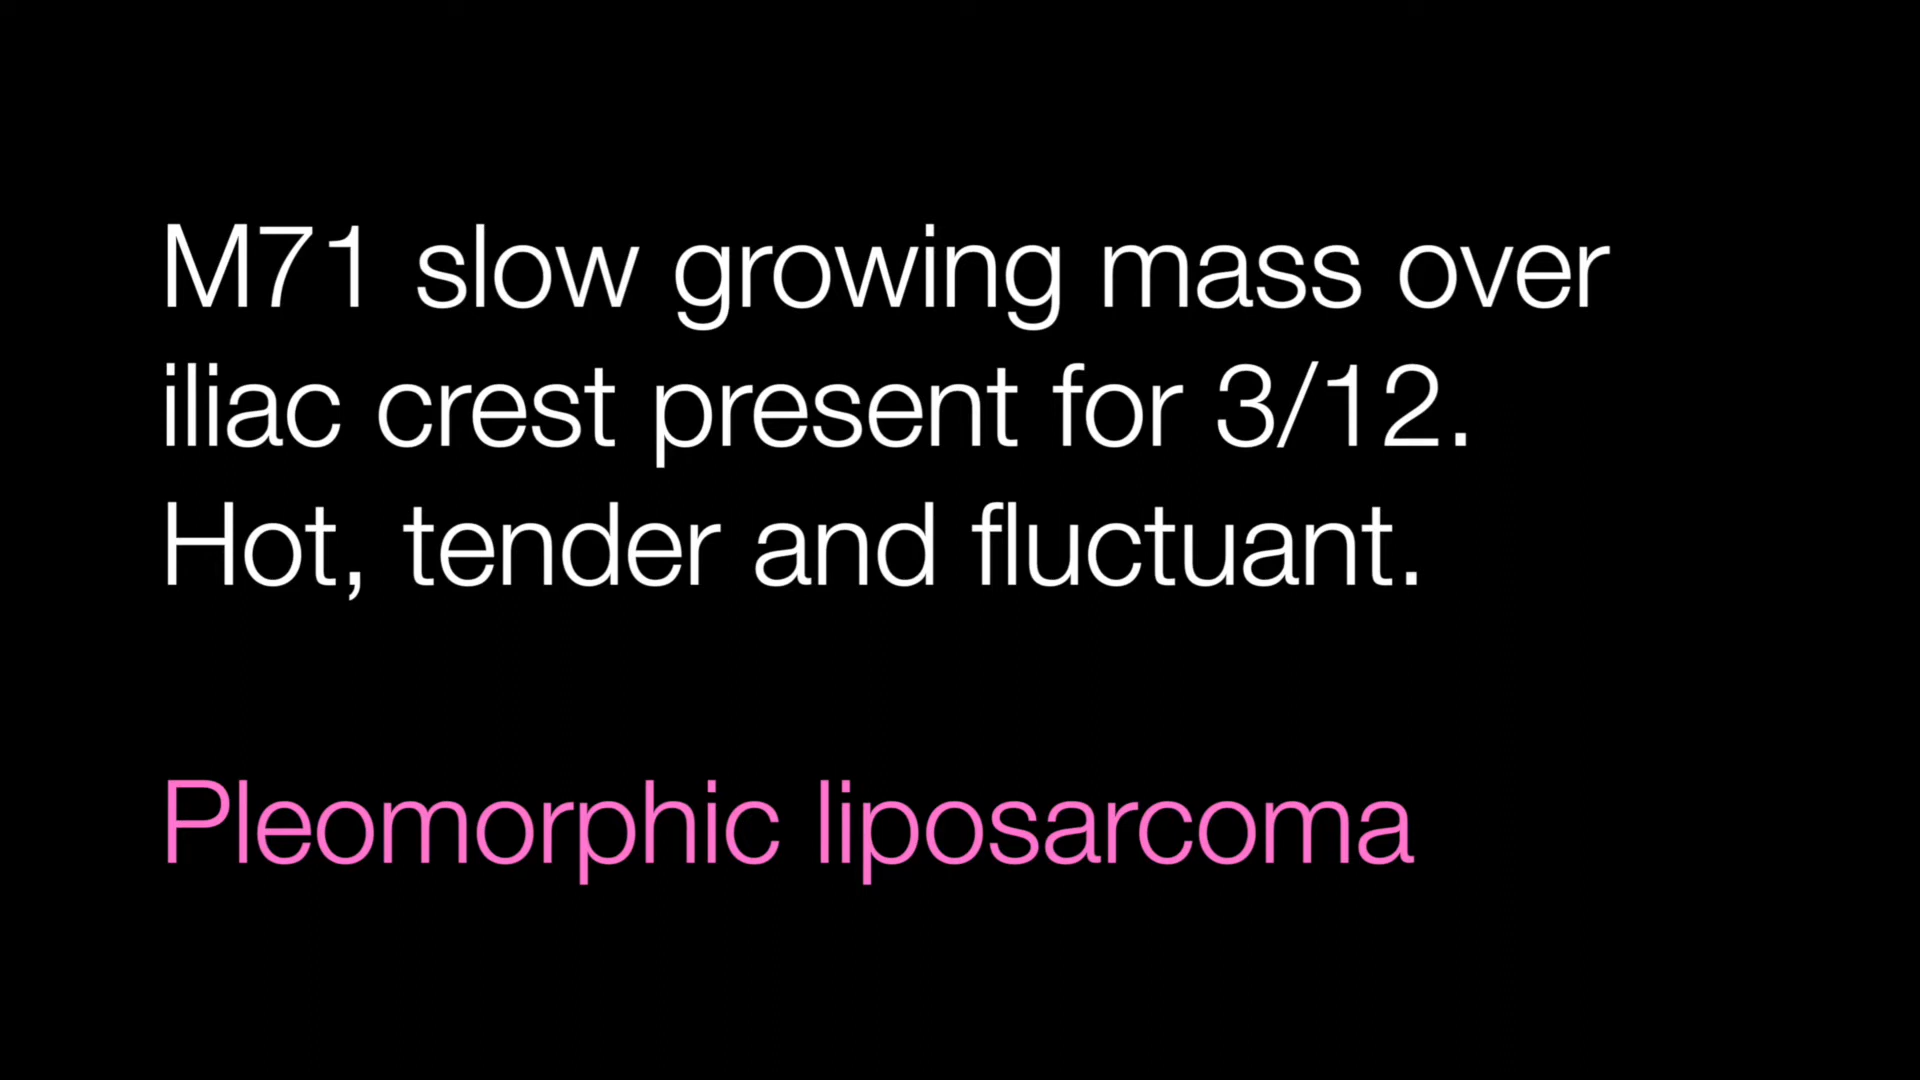 M71 slow growing mass over
iliac crest present for 3/12.
Hot, tender and fluctuant.
Pleomorphic liposarcoma